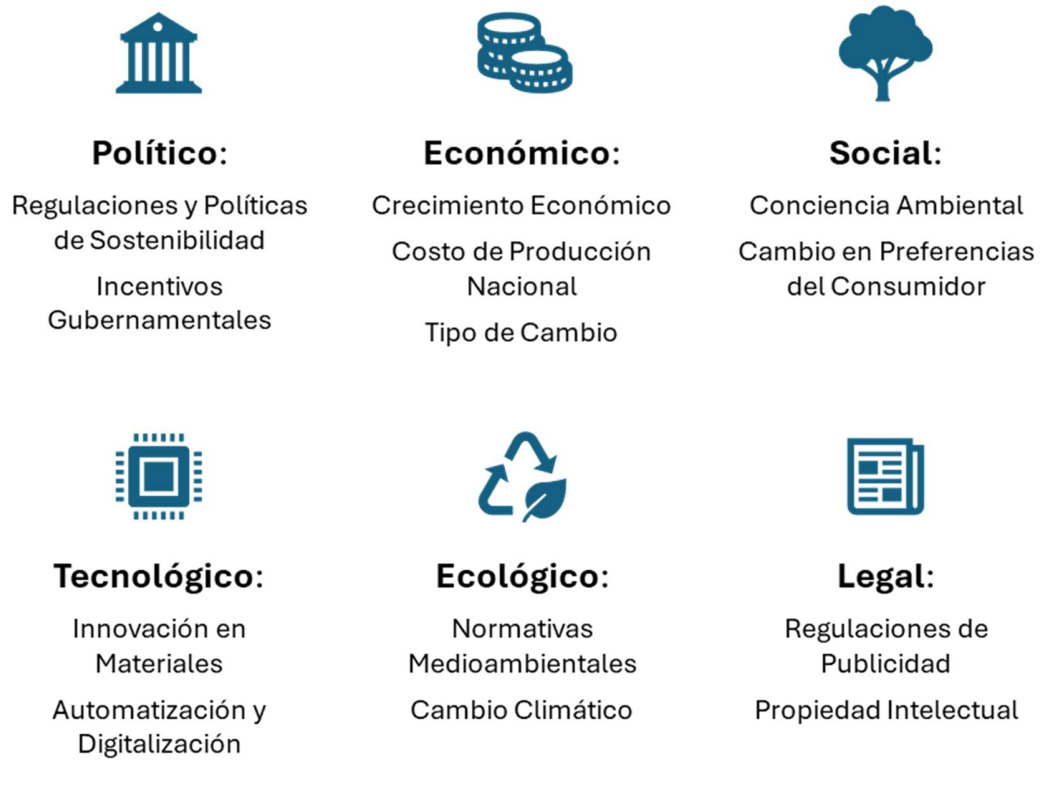 Político:
Regulaciones y Políticas
de Sostenibilidad
Incentivos
Gubernamentales
Económico:
Crecimiento Económico
Costo de Producción
Nacional
Tipo de Cambio
Social:
Conciencia Ambiental
Cambio en Preferencias
del Consumidor
Tecnológico:
Innovación en
Materiales
Automatización y
Digitalización
Ecológico:
Normativas
Medioambientales
Cambio Climático
Legal:
Regulaciones de
Publicidad
Propiedad Intelectual